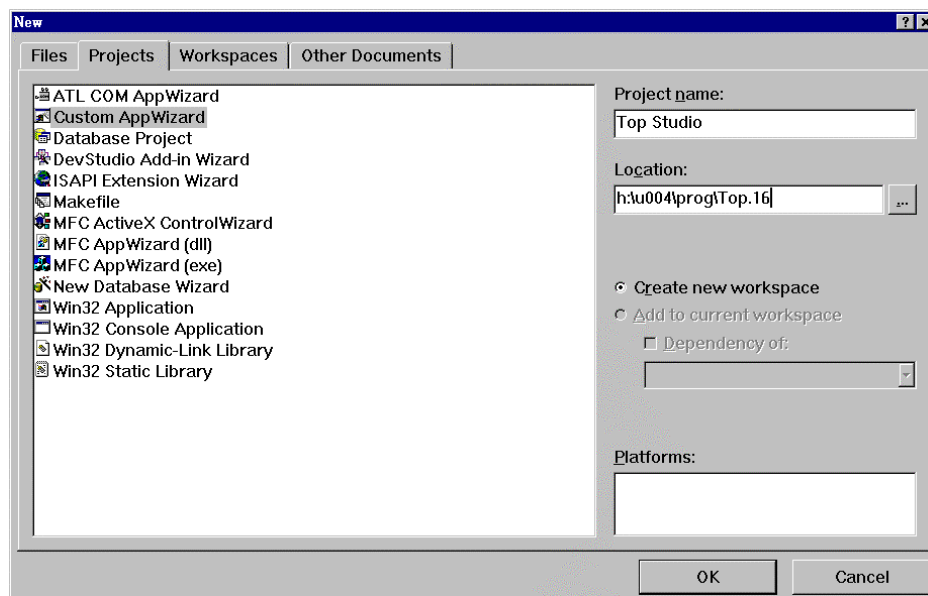 New
Files
Projects
Workspaces
Other Documents
ATL COM AppWizard
Custom AppWizard
Database Project
DevStudio Add-in Wizard
ISAPI Extension Wizard
Makefile
MFC ActiveX ControlWizard
MFC AppWizard (dll)
MFC AppWizard (exe)
New Database Wizard
Win32 Application
Win32 Console Application
Win32 Dynamic-Link Library
Win32 Static Library
Project name:
Top Studio
Location:
h:\u004\prog\Top.16
...
Create new workspace
Add to current workspace
Dependency of:
Platforms:
OK
Cancel